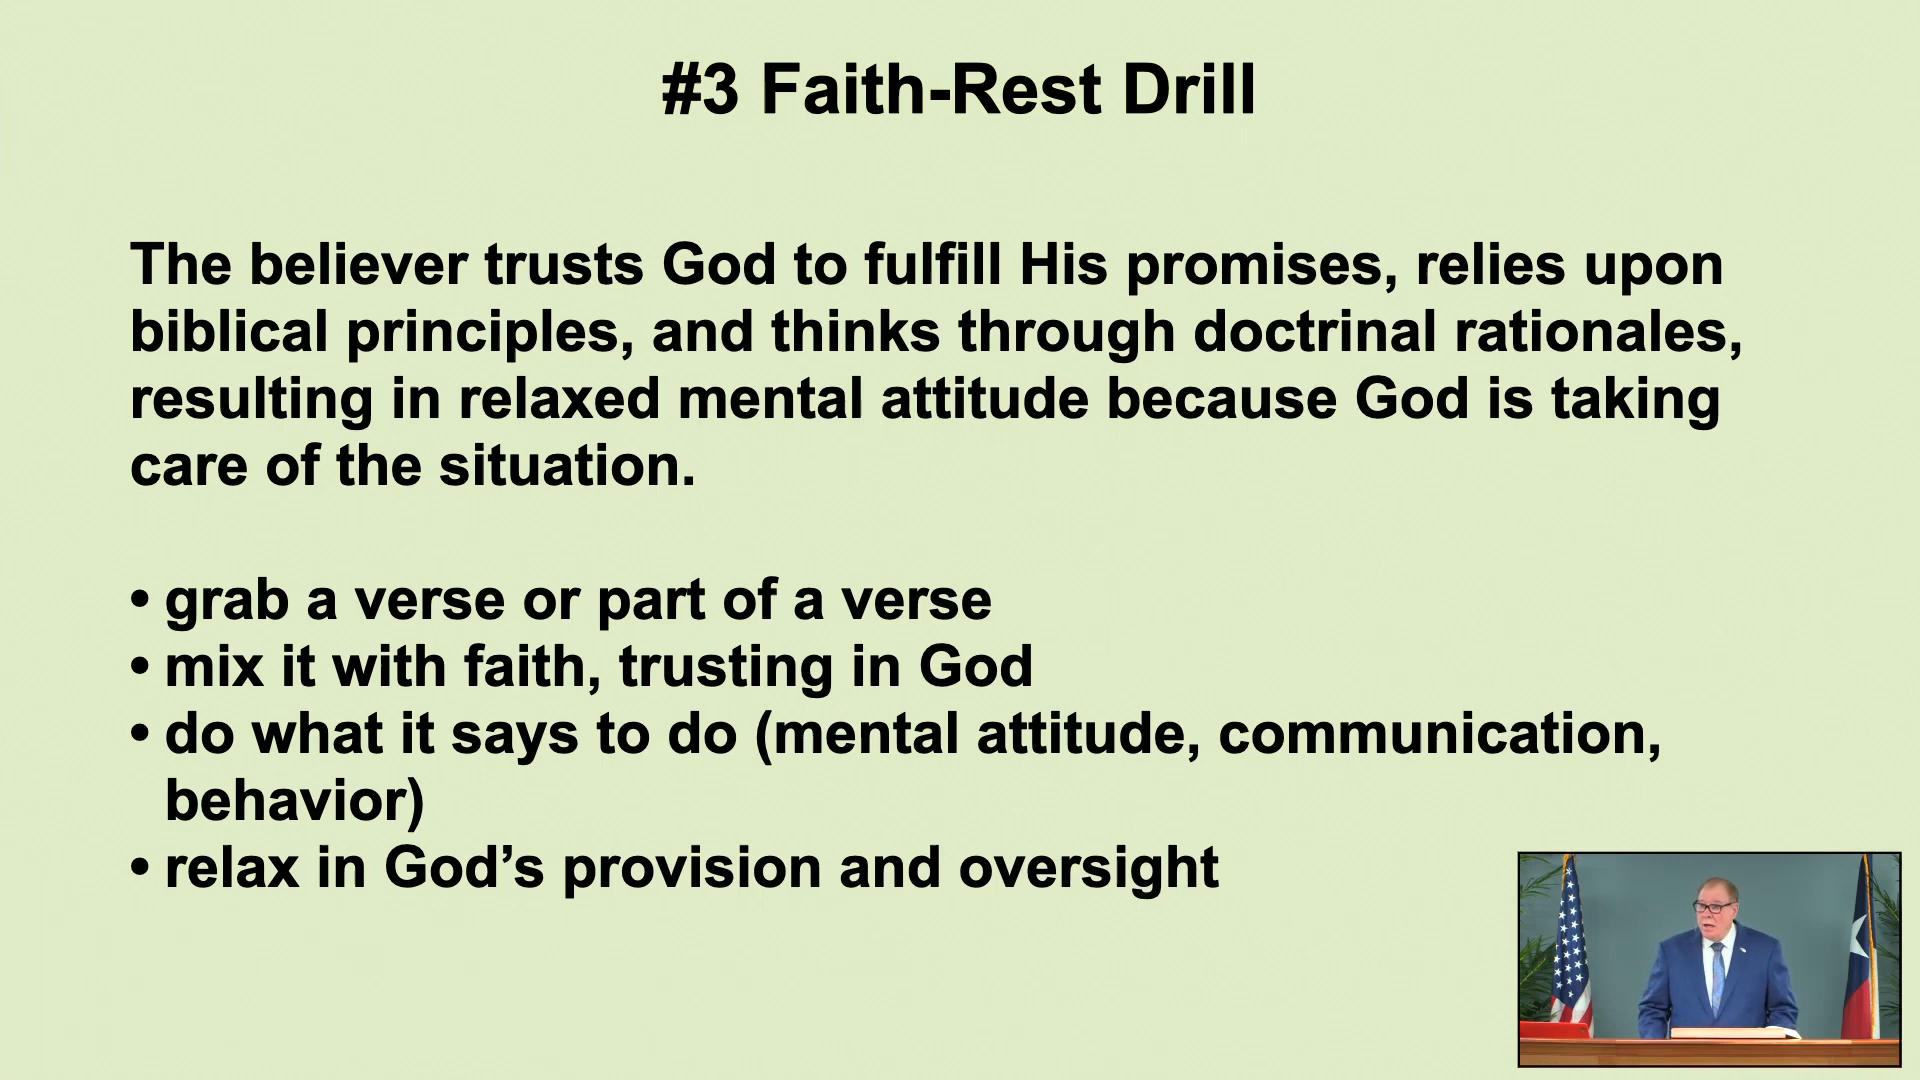 #3 Faith-Rest Drill
The believer trusts God to fulfill His promises, relies upon
biblical principles, and thinks through doctrinal rationales,
resulting in relaxed mental attitude because God is taking
care of the situation.
• grab a verse or part of a verse
• mix it with faith, trusting in God
• do what it says to do (mental attitude, communication,
behavior)
• relax in God’s provision and oversight